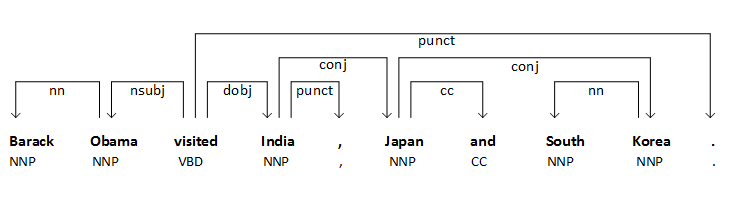 punct
conj conj
nn nsubj dobj punct cc nn
Barack Obama visited India , Japan and South Korea .
NNP NNP VBD NNP , NNP CC NNP NNP .